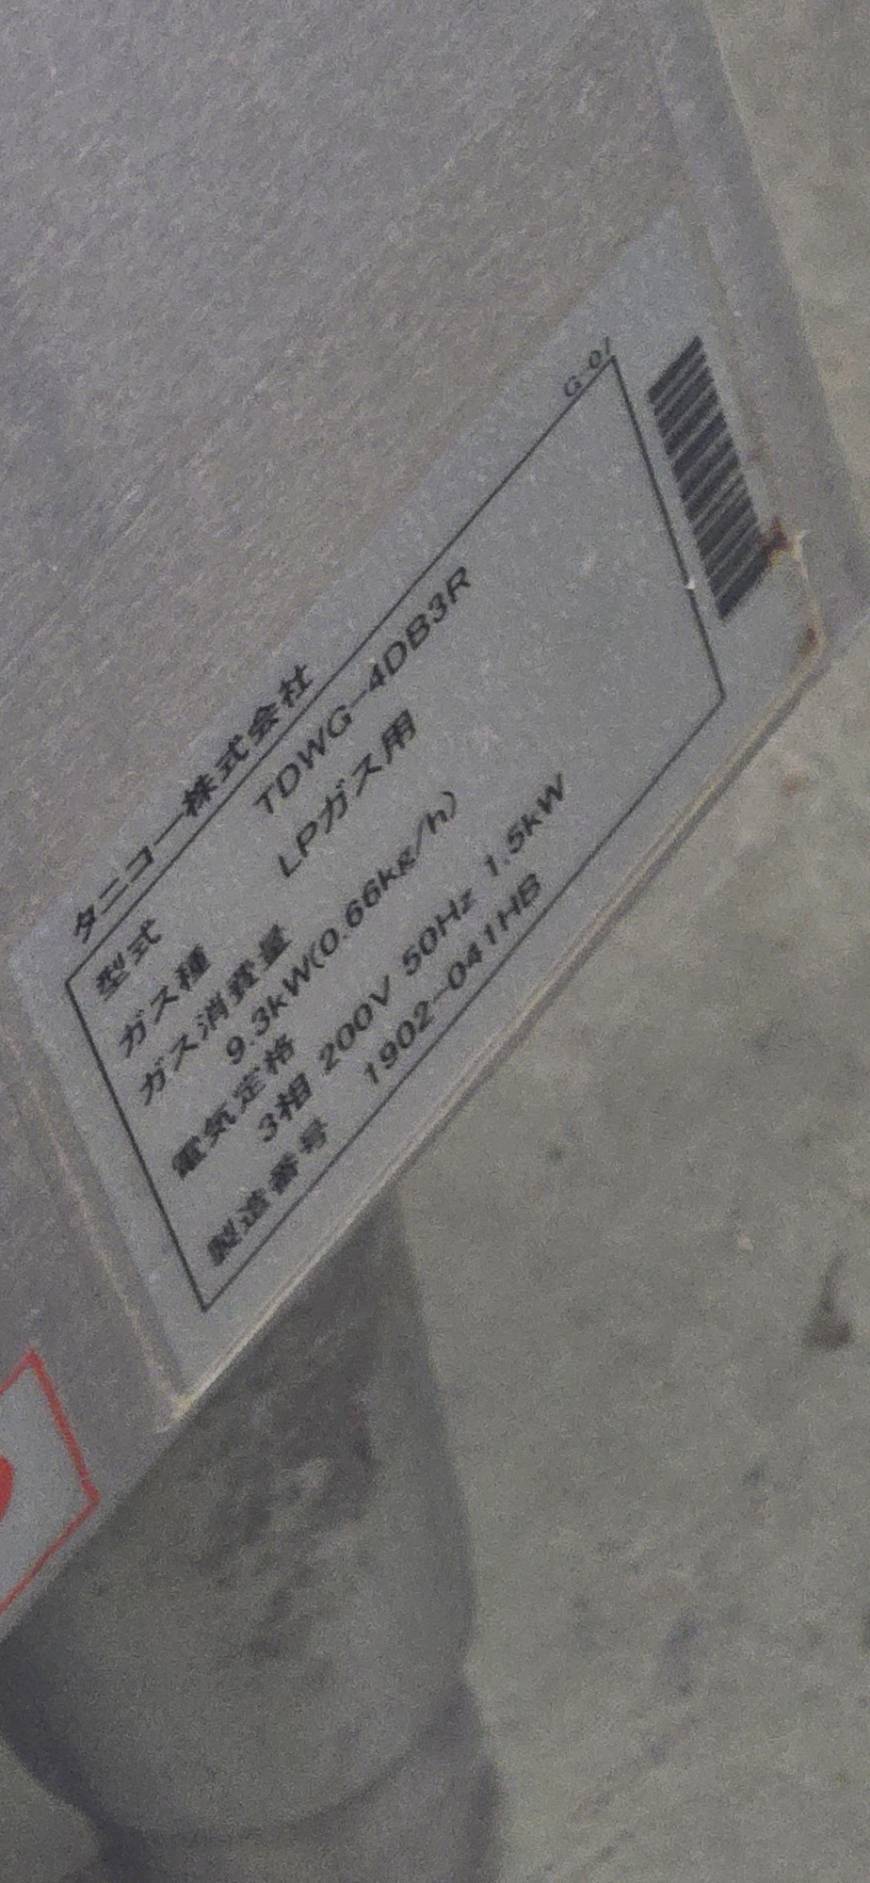 タニコー株式会社
G-01
型式 TDWG-4DB3R
ガス種 LPガス用
ガス消費量
9.3kW(0.66kg/h)
電気定格
3相 200V 50Hz 1.5kW
製造番号 1902-041HB